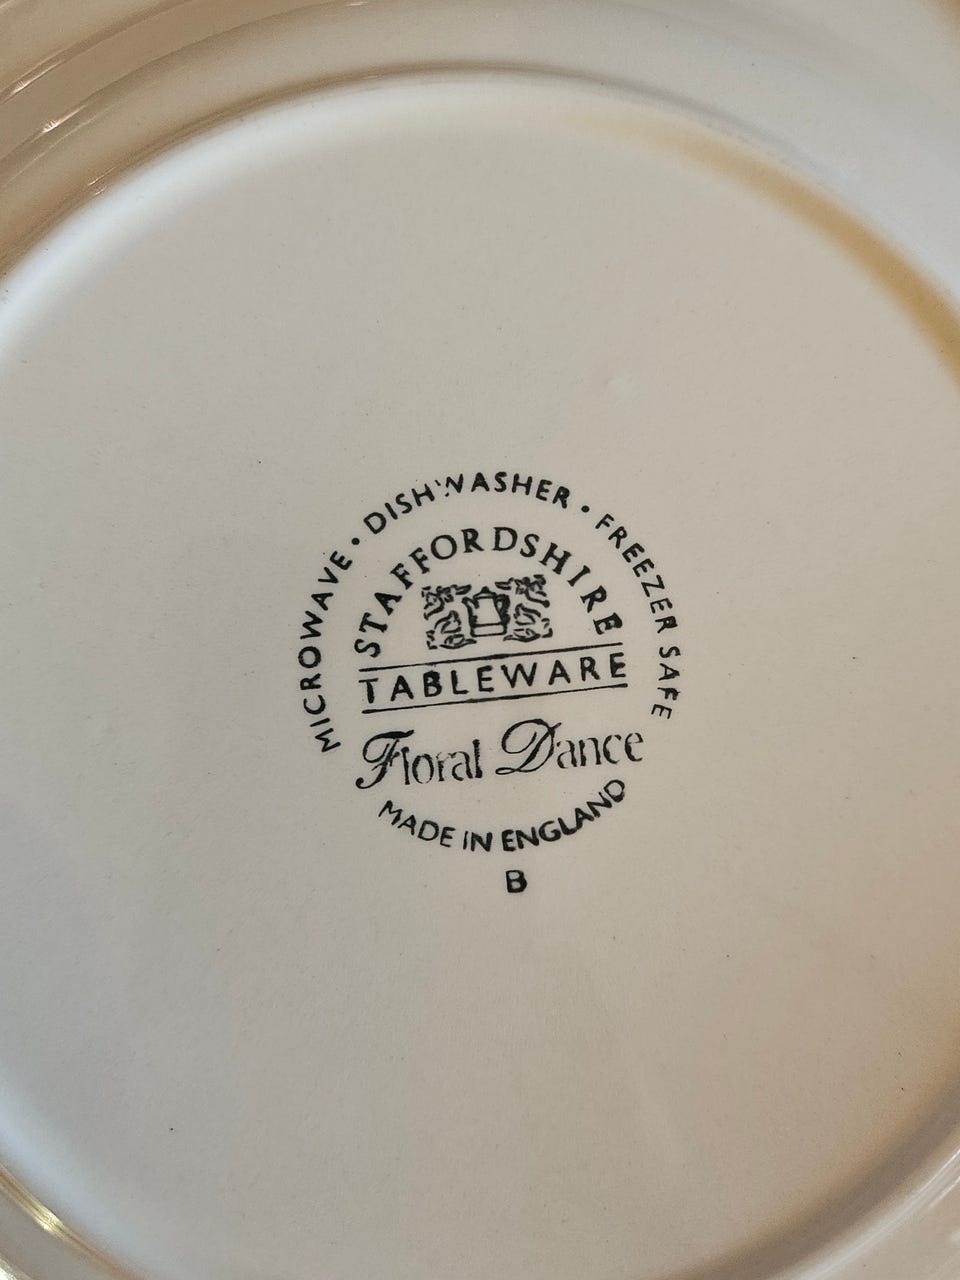 MICROWAVE • DISHWASHER • FREEZER SAFE
STAFFORDSHIRE
TABLEWARE
Floral Dance
MADE IN ENGLAND
B